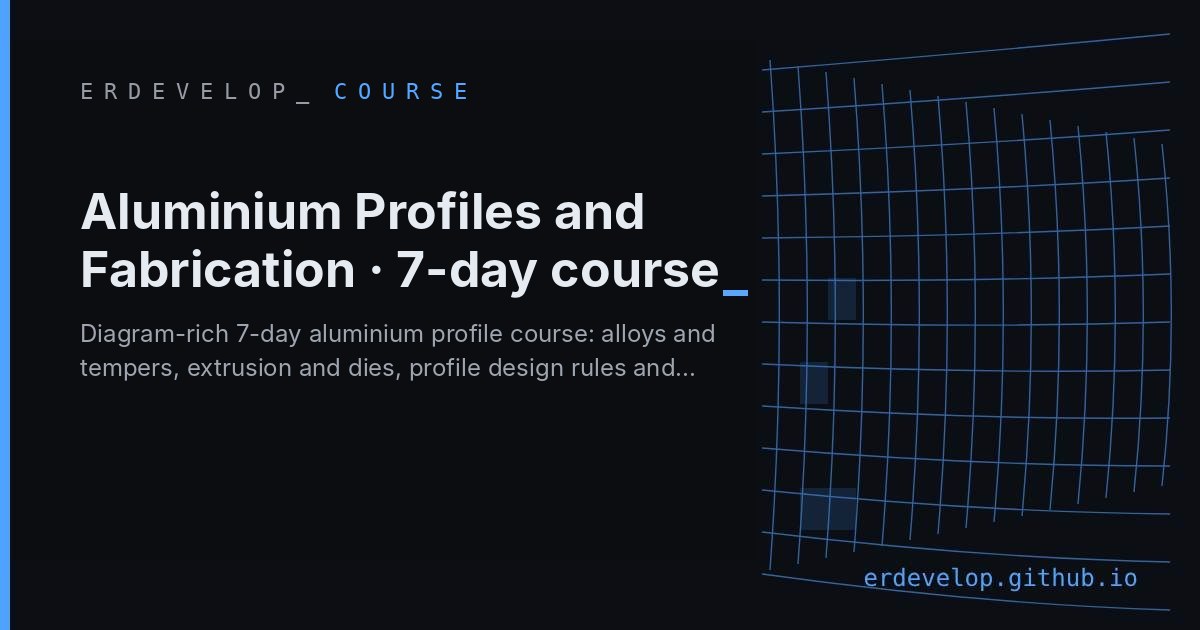 ERDEVELOP_ COURSE
Aluminium Profiles and
Fabrication · 7-day course_
Diagram-rich 7-day aluminium profile course: alloys and
tempers, extrusion and dies, profile design rules and...
erdevelop.github.io